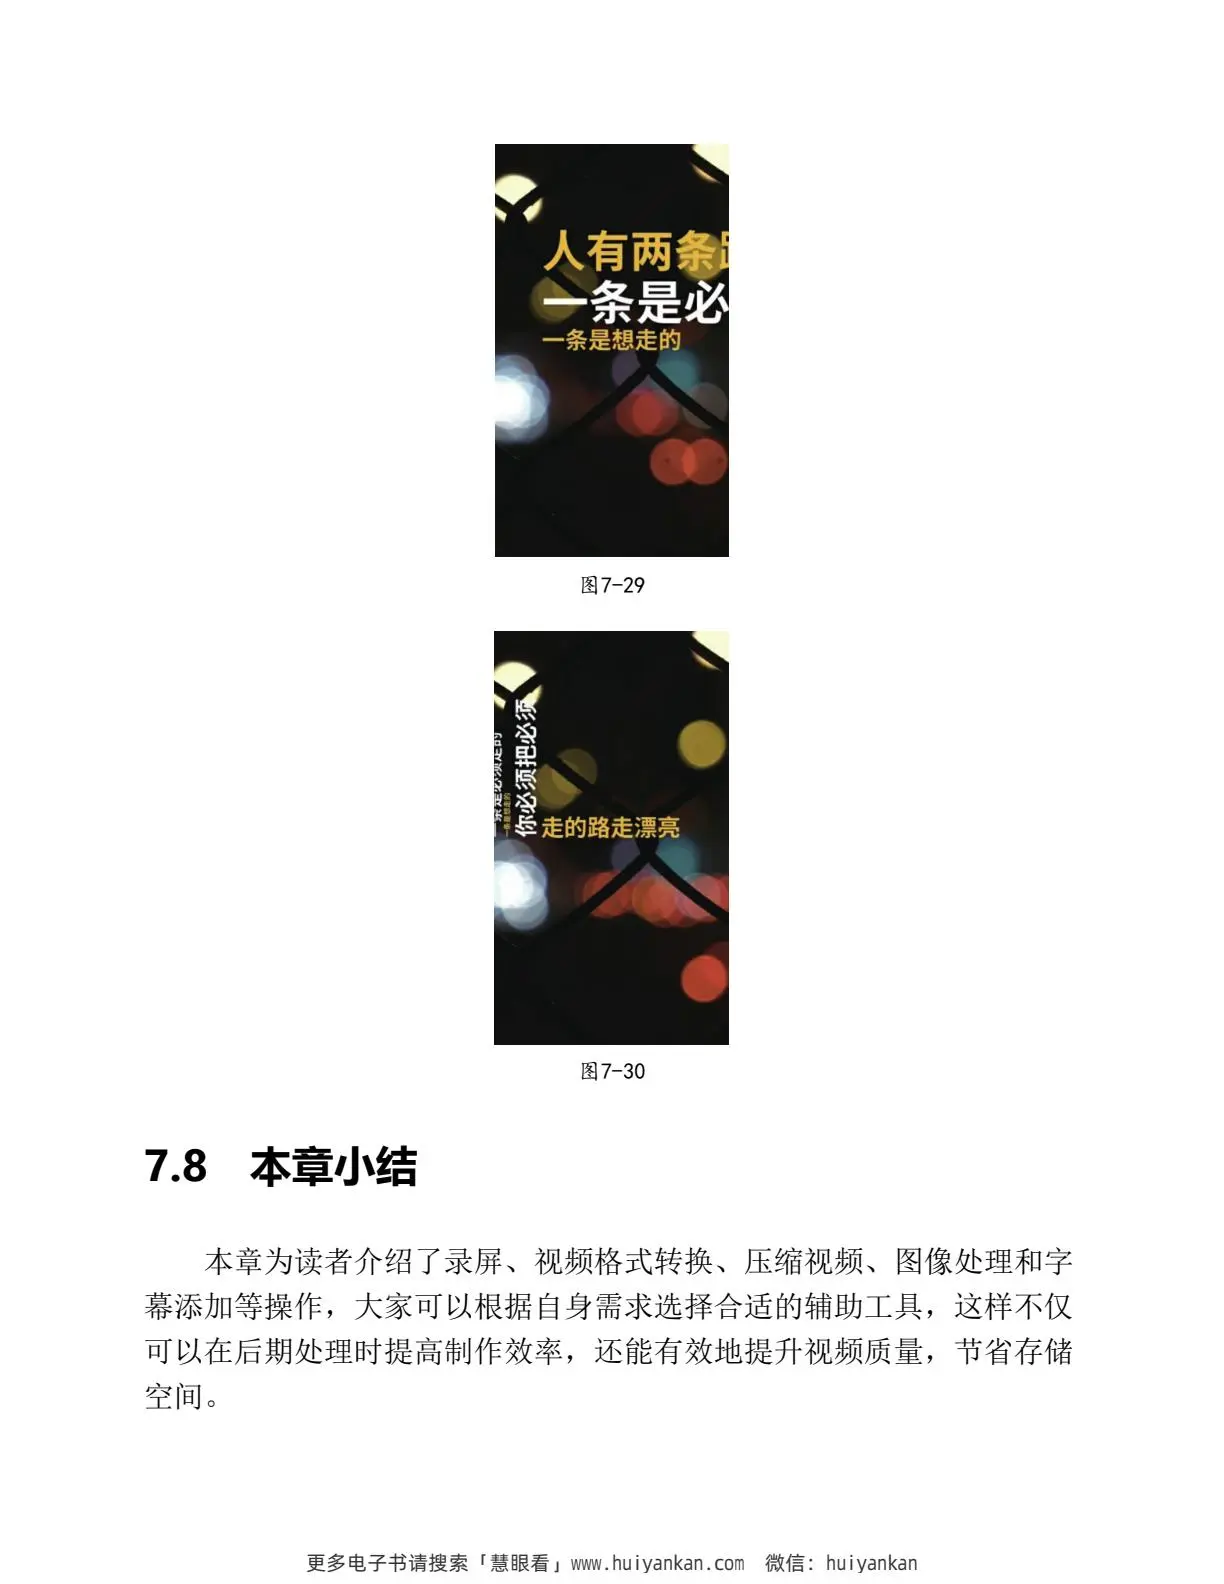 人有两条路
一条是必
一条是想走的
图7-29
一条是必须走的
一条是想走的
你必须把必须
走的路走漂亮
图7-30
7.8 本章小结
本章为读者介绍了录屏、视频格式转换、压缩视频、图像处理和字
幕添加等操作，大家可以根据自身需求选择合适的辅助工具，这样不仅
可以在后期处理时提高制作效率，还能有效地提升视频质量，节省存储
空间。
更多电子书请搜索「慧眼看」www.huiyankan.com 微信：huiyankan